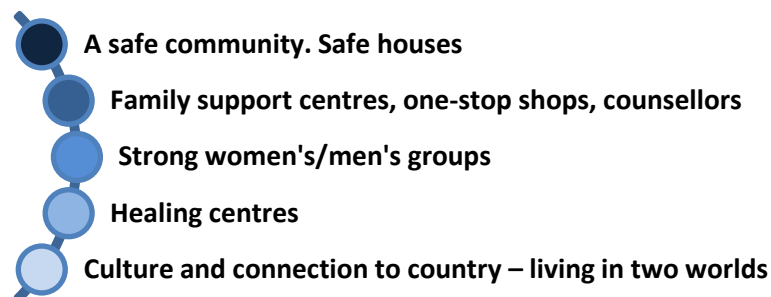 A safe community. Safe houses
Family support centres, one-stop shops, counsellors
Strong women's/men's groups
Healing centres
Culture and connection to country – living in two worlds